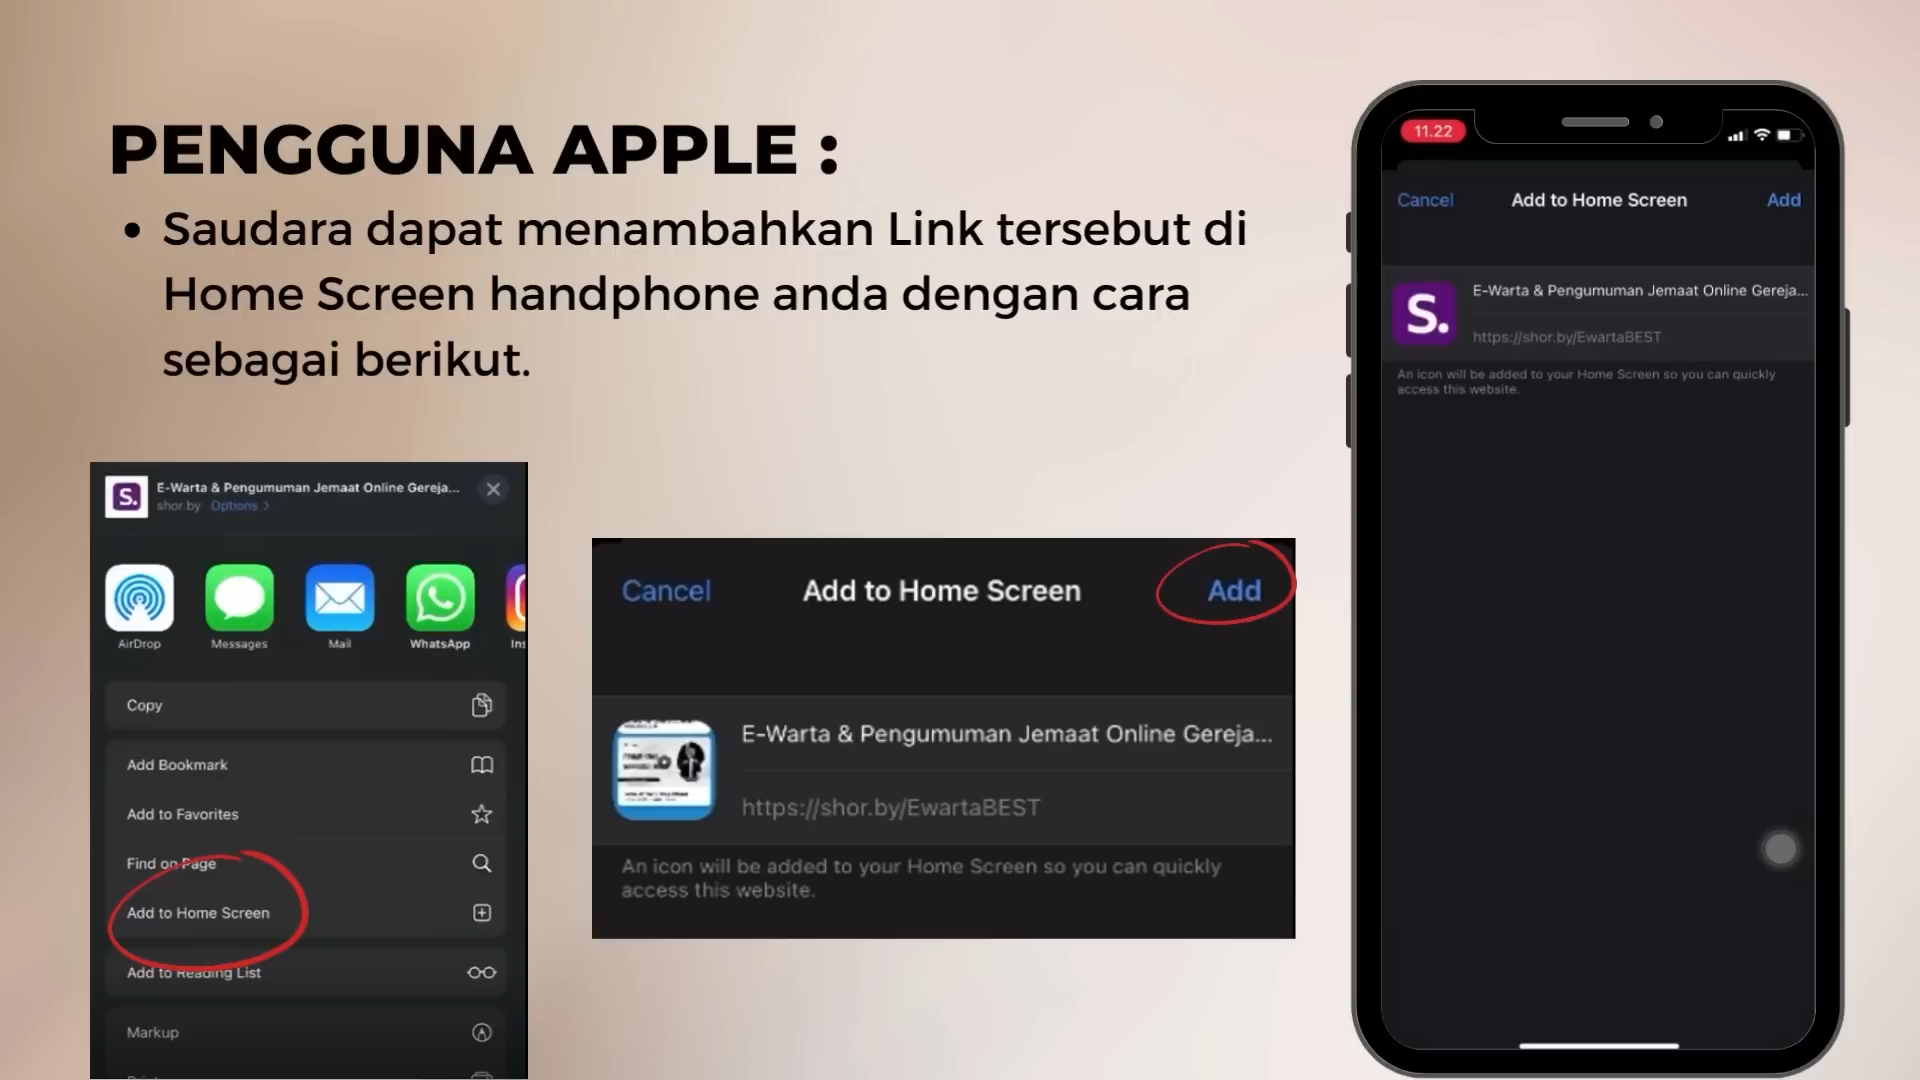 PENGGUNA APPLE :
• Saudara dapat menambahkan Link tersebut di
Home Screen handphone anda dengan cara
sebagai berikut.
S.
E-Warta & Pengumuman Jemaat Online Gereja...
shor.by Options >
AirDrop
Messages
Mail
WhatsApp
Ins
Copy
Add Bookmark
Add to Favorites
Find on Page
Add to Home Screen
Add to Reading List
Markup
Cancel
Add to Home Screen
Add
E-Warta & Pengumuman Jemaat Online Gereja...
https://shor.by/EwartaBEST
An icon will be added to your Home Screen so you can quickly
access this website.
11.22
Cancel
Add to Home Screen
Add
S.
E-Warta & Pengumuman Jemaat Online Gereja...
https://shor.by/EwartaBEST
An icon will be added to your Home Screen so you can quickly
access this website.